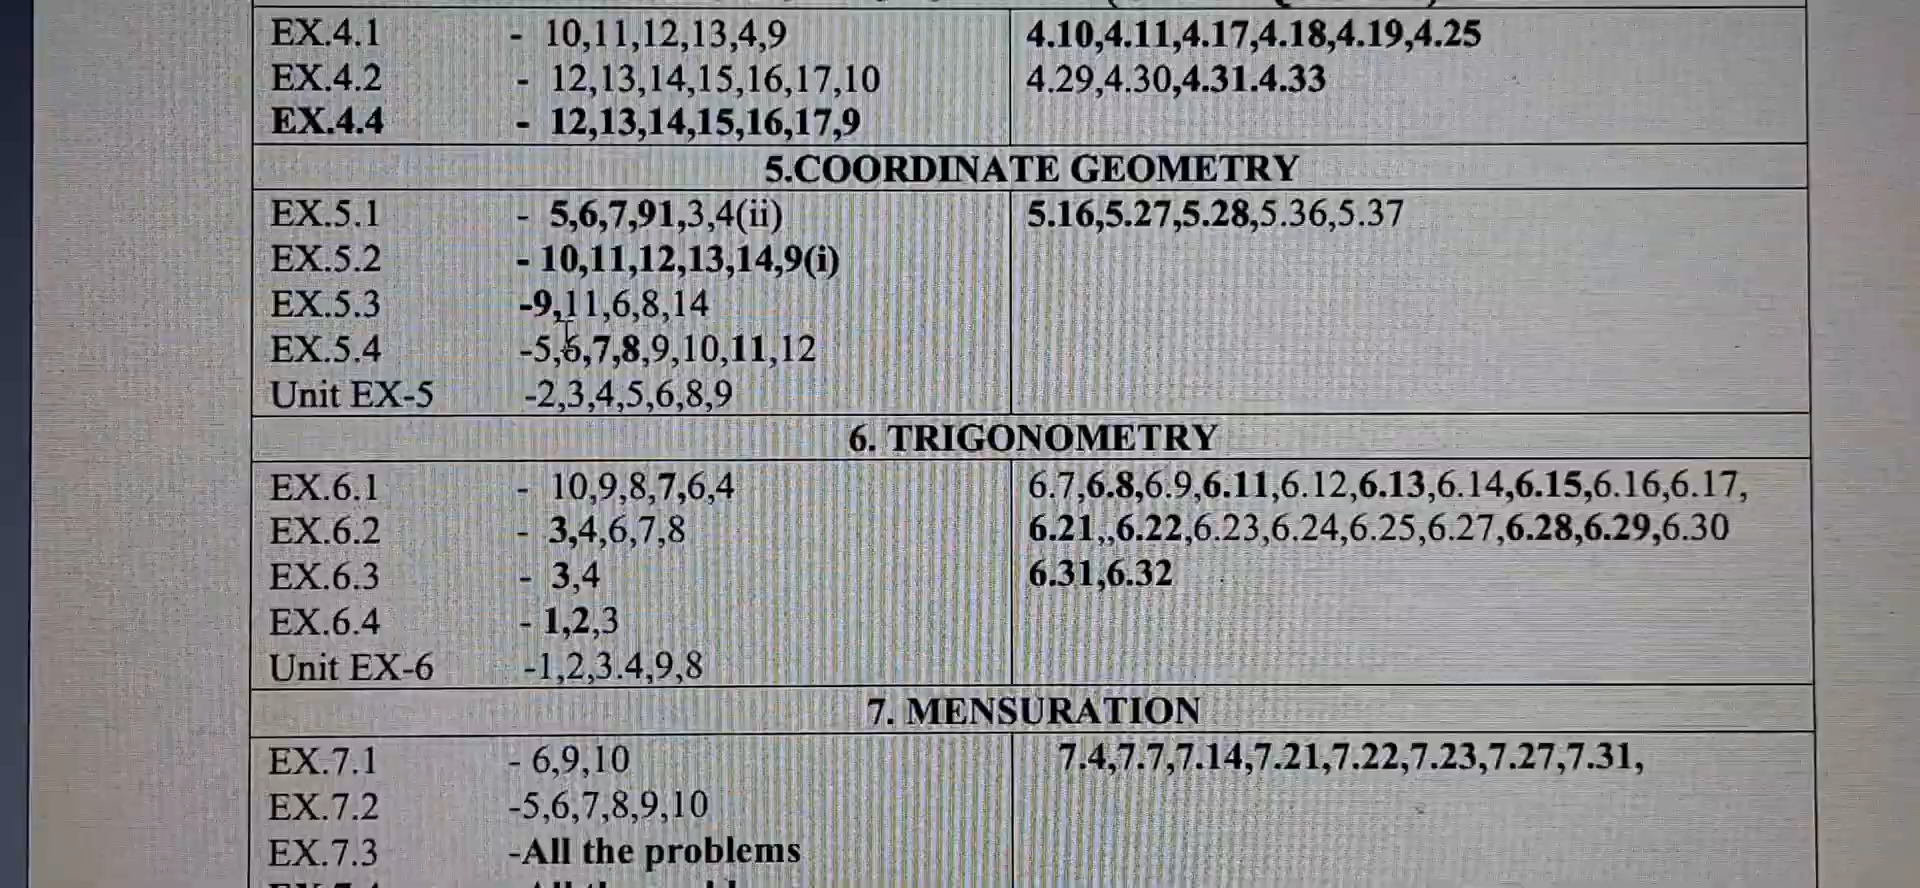 EX.4.1 - 10,11,12,13,4,9 4.10,4.11,4.17,4.18,4.19,4.25
EX.4.2 - 12,13,14,15,16,17,10 4.29,4.30,4.31.4.33
EX.4.4 - 12,13,14,15,16,17,9
5.COORDINATE GEOMETRY
EX.5.1 - 5,6,7,91,3,4(ii) 5.16,5.27,5.28,5.36,5.37
EX.5.2 - 10,11,12,13,14,9(i)
EX.5.3 -9,11,6,8,14
EX.5.4 -5,6,7,8,9,10,11,12
Unit EX-5 -2,3,4,5,6,8,9
6. TRIGONOMETRY
EX.6.1 - 10,9,8,7,6,4 6.7,6.8,6.9,6.11,6.12,6.13,6.14,6.15,6.16,6.17,
EX.6.2 - 3,4,6,7,8 6.21,,6.22,6.23,6.24,6.25,6.27,6.28,6.29,6.30
EX.6.3 - 3,4 6.31,6.32
EX.6.4 - 1,2,3
Unit EX-6 -1,2,3.4,9,8
7. MENSURATION
EX.7.1 - 6,9,10 7.4,7.7,7.14,7.21,7.22,7.23,7.27,7.31,
EX.7.2 -5,6,7,8,9,10
EX.7.3 -All the problems